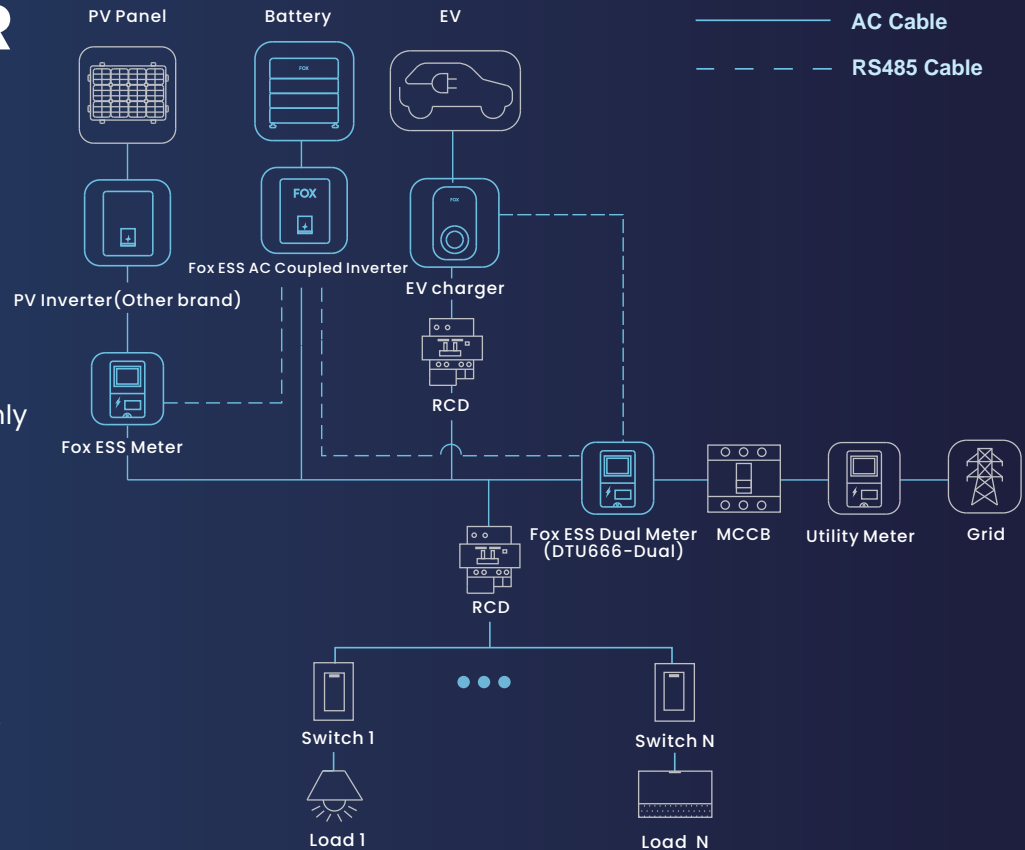 R
PV Panel
Battery
EV
AC Cable
RS485 Cable
FOX
FOX
FOX
Fox ESS AC Coupled Inverter
EV charger
PV Inverter(Other brand)
RCD
nly
Fox ESS Meter
Fox ESS Dual Meter
(DTU666-Dual)
MCCB
Utility Meter
Grid
RCD
Switch 1
Switch N
Load 1
Load N